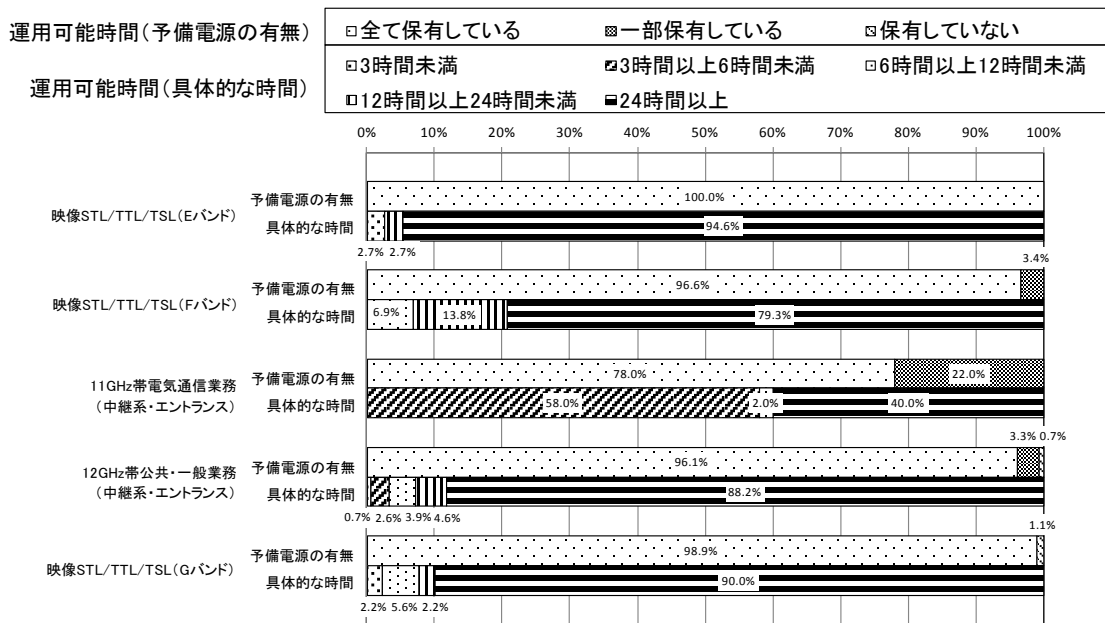 運用可能時間(予備電源の有無)
全て保有している 一部保有している 保有していない
運用可能時間(具体的な時間)
3時間未満 3時間以上6時間未満 6時間以上12時間未満
12時間以上24時間未満 24時間以上
0% 10% 20% 30% 40% 50% 60% 70% 80% 90% 100%
映像STL/TTL/TSL(Eバンド)
予備電源の有無
100.0%
具体的な時間
94.6%
2.7% 2.7%
映像STL/TTL/TSL(Fバンド)
予備電源の有無
96.6% 3.4%
具体的な時間
6.9% 13.8% 79.3%
11GHz帯電気通信業務
(中継系・エントランス)
予備電源の有無
78.0% 22.0%
具体的な時間
58.0% 2.0% 40.0%
12GHz帯公共・一般業務
(中継系・エントランス)
予備電源の有無
96.1% 3.3% 0.7%
具体的な時間
88.2%
0.7% 2.6% 3.9% 4.6%
映像STL/TTL/TSL(Gバンド)
予備電源の有無
98.9% 1.1%
具体的な時間
90.0%
2.2% 5.6% 2.2%